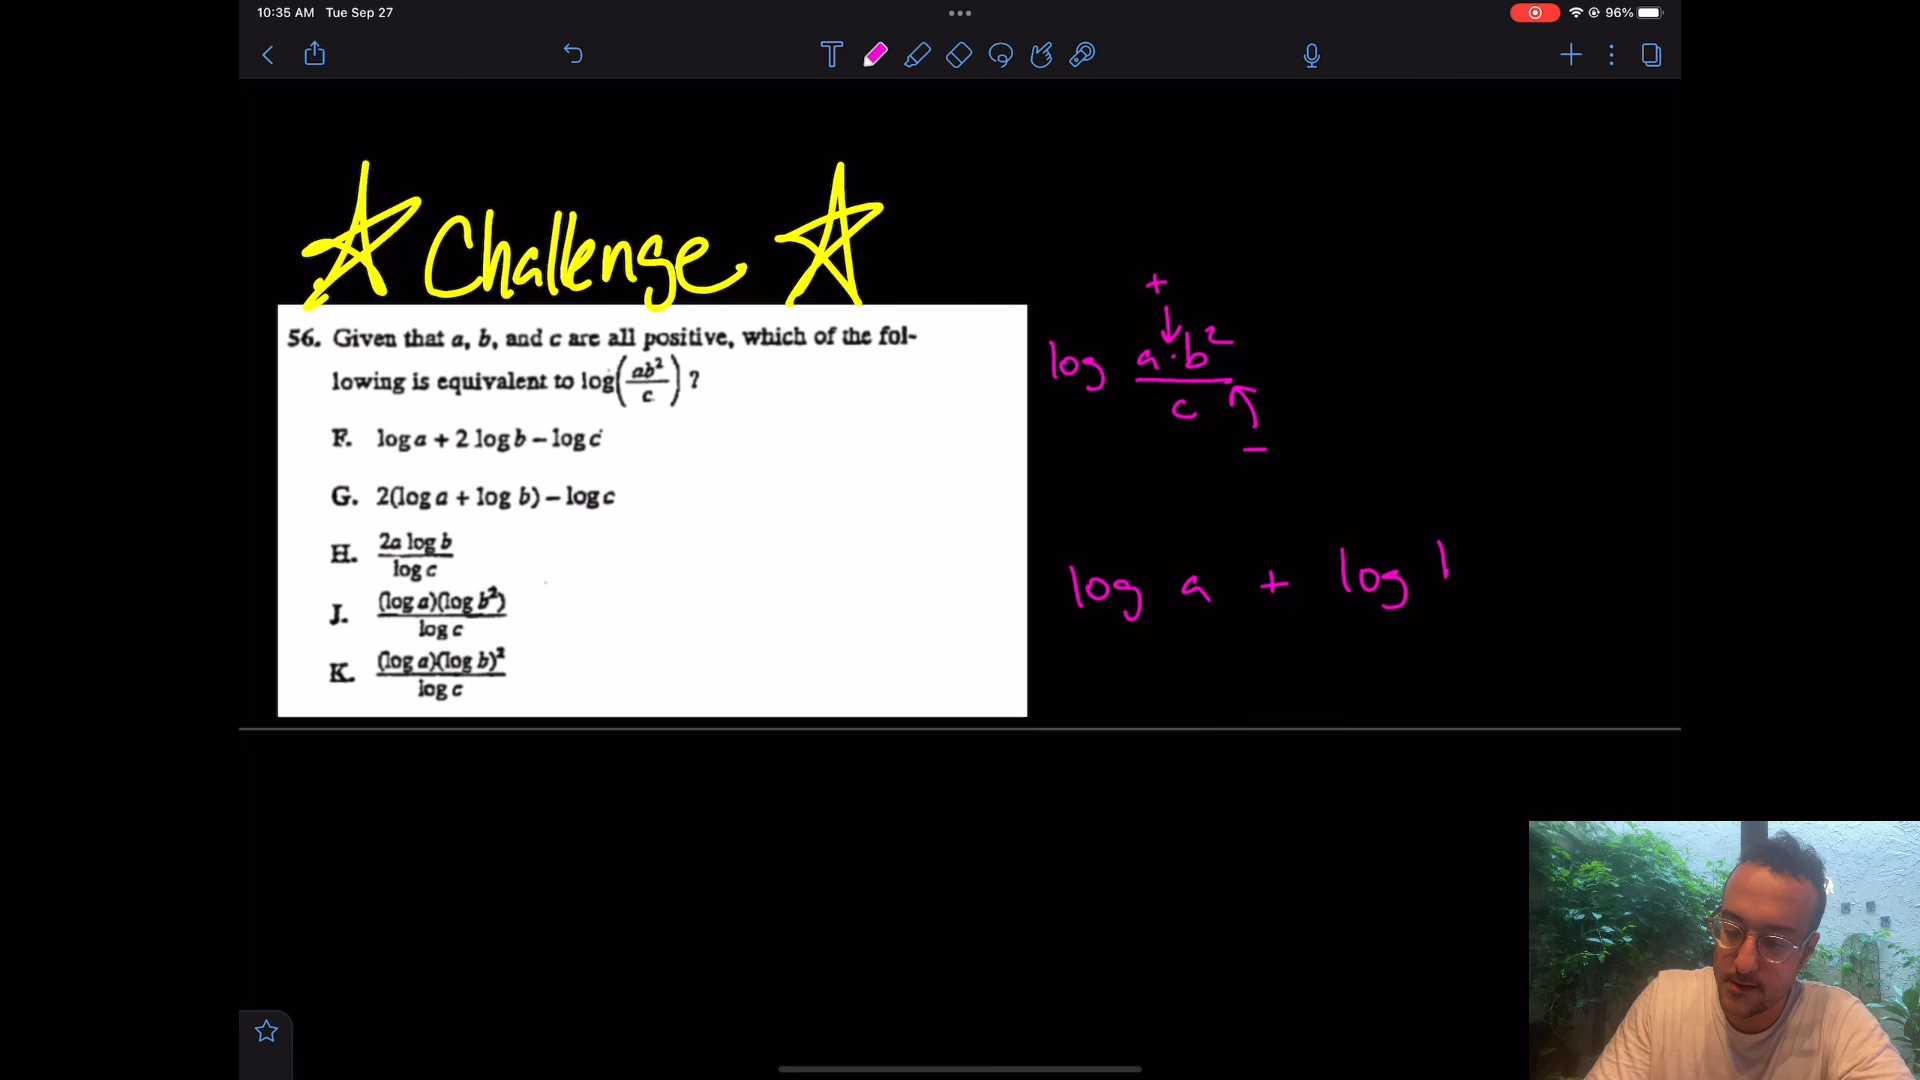 10:35 AM Tue Sep 27
96%
Challenge
56. Given that a, b, and c are all positive, which of the fol-
lowing is equivalent to log(ab²/c) ?
F. log a + 2 log b – log c
G. 2(log a + log b) – log c
H. 2a log b / log c
J. (log a)(log b²) / log c
K. (log a)(log b)² / log c
+
log a·b² / c
–
log a + log l